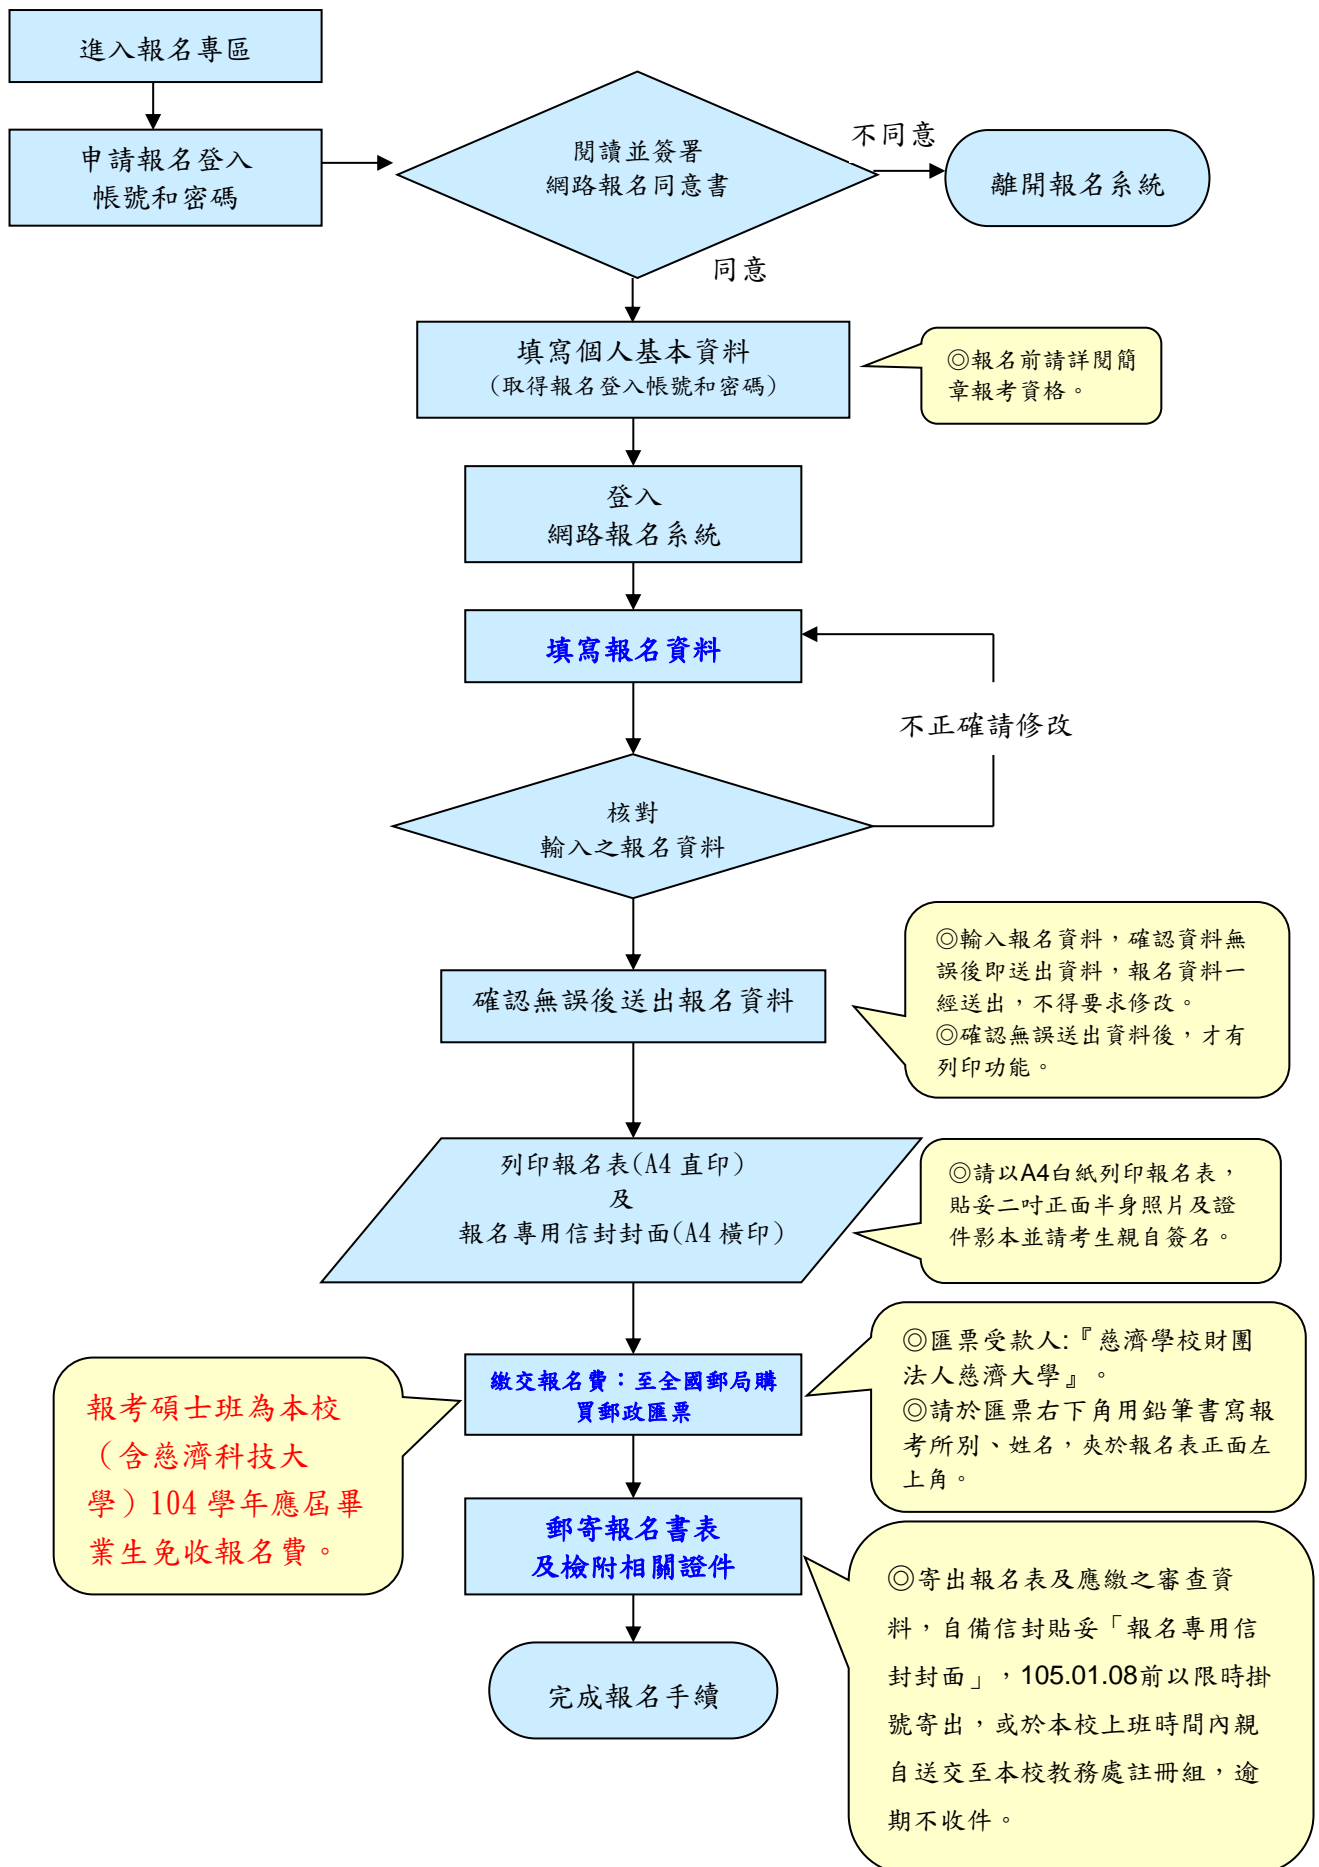 進入報名專區
申請報名登入
帳號和密碼
閱讀並簽署
網路報名同意書
不同意
離開報名系統
同意
填寫個人基本資料
（取得報名登入帳號和密碼）
◎報名前請詳閱簡
章報考資格。
登入
網路報名系統
填寫報名資料
不正確請修改
核對
輸入之報名資料
確認無誤後送出報名資料
◎輸入報名資料，確認資料無
誤後即送出資料，報名資料一
經送出，不得要求修改。
◎確認無誤送出資料後，才有
列印功能。
列印報名表(A4 直印)
及
報名專用信封封面(A4 橫印)
◎請以A4白紙列印報名表，
貼妥二吋正面半身照片及證
件影本並請考生親自簽名。
繳交報名費：至全國郵局購
買郵政匯票
◎匯票受款人:『慈濟學校財團
法人慈濟大學』。
◎請於匯票右下角用鉛筆書寫報
考所別、姓名，夾於報名表正面左
上角。
報考碩士班為本校
（含慈濟科技大
學）104 學年應屆畢
業生免收報名費。
郵寄報名書表
及檢附相關證件
◎寄出報名表及應繳之審查資
料，自備信封貼妥「報名專用信
封封面」，105.01.08前以限時掛
號寄出，或於本校上班時間內親
自送交至本校教務處註冊組，逾
期不收件。
完成報名手續